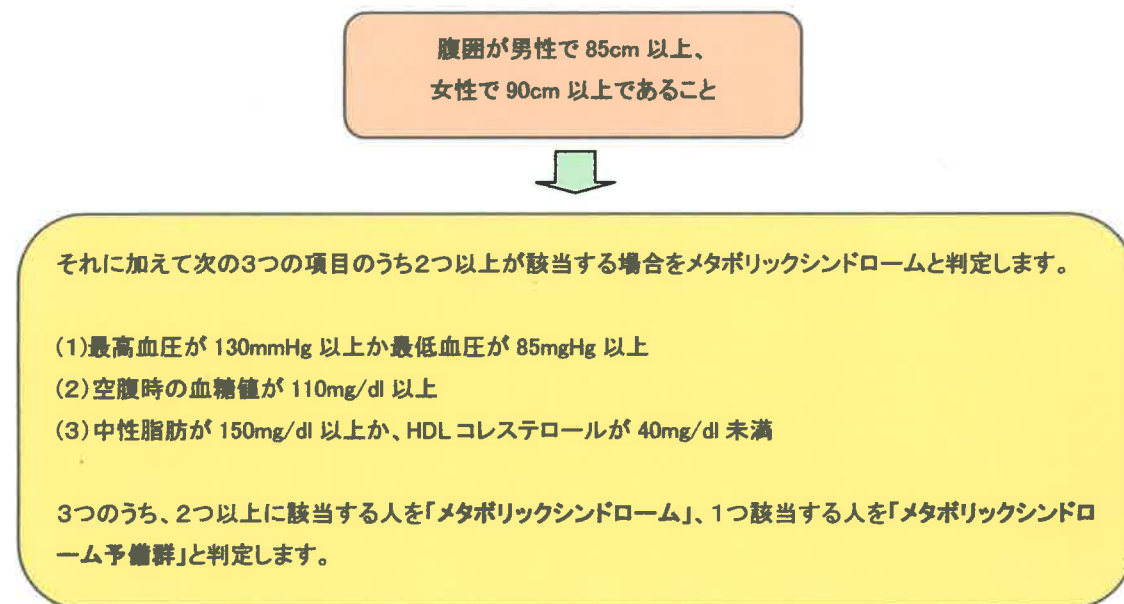 腹囲が男性で 85cm 以上、
女性で 90cm 以上であること
それに加えて次の３つの項目のうち２つ以上が該当する場合をメタボリックシンドロームと判定します。
(１)最高血圧が 130mmHg 以上か最低血圧が 85mgHg 以上
(２)空腹時の血糖値が 110mg/dl 以上
(３)中性脂肪が 150mg/dl 以上か、HDL コレステロールが 40mg/dl 未満
３つのうち、２つ以上に該当する人を「メタボリックシンドローム」、１つ該当する人を「メタボリックシンドロ
ーム予備群」と判定します。